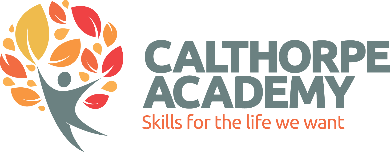 CALTHORPE
ACADEMY
Skills for the life we want